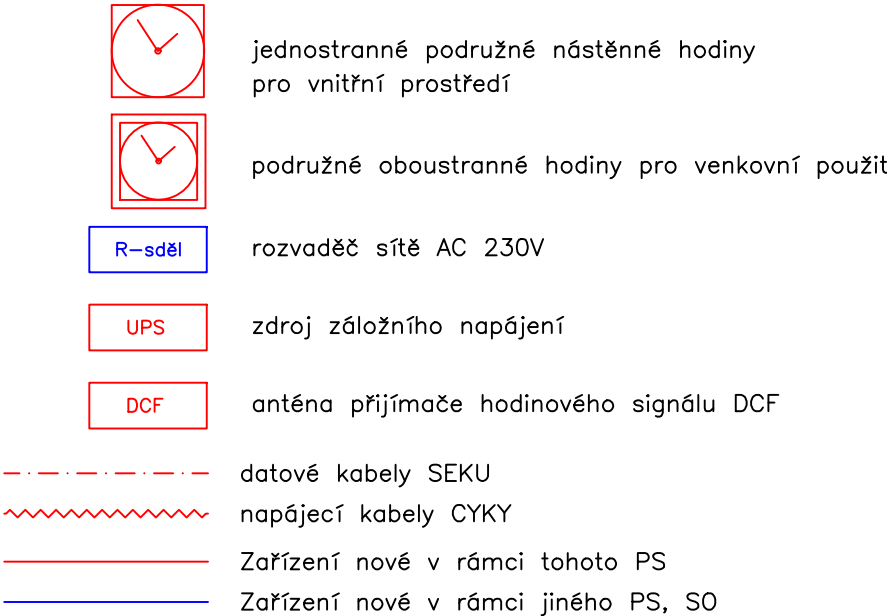 jednostranné podružné nástěnné hodiny
pro vnitřní prostředí
podružné oboustranné hodiny pro venkovní použit
R-sděl rozvaděč sítě AC 230V
UPS zdroj záložního napájení
DCF anténa přijímače hodinového signálu DCF
datové kabely SEKU
napájecí kabely CYKY
Zařízení nové v rámci tohoto PS
Zařízení nové v rámci jiného PS, SO